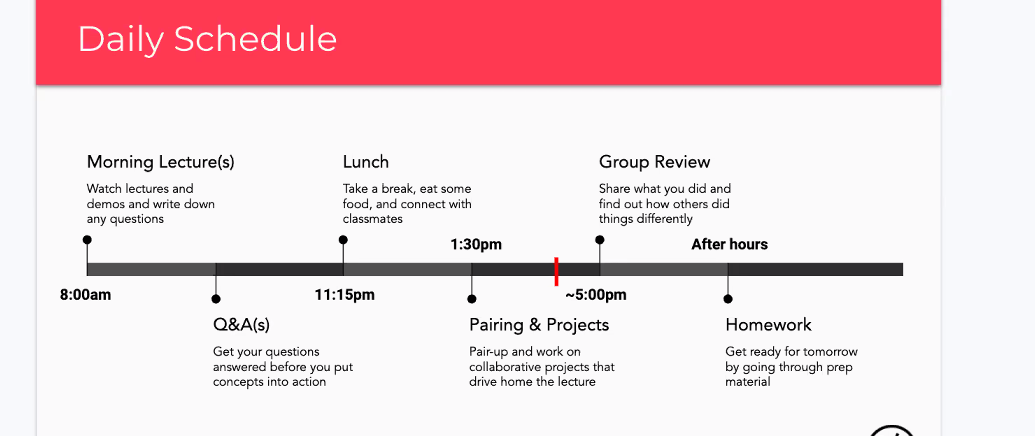 Daily Schedule
Morning Lecture(s)
Watch lectures and
demos and write down
any questions
Lunch
Take a break, eat some
food, and connect with
classmates
Group Review
Share what you did and
find out how others did
things differently
1:30pm
After hours
8:00am
11:15pm
~5:00pm
Q&A(s)
Get your questions
answered before you put
concepts into action
Pairing & Projects
Pair-up and work on
collaborative projects that
drive home the lecture
Homework
Get ready for tomorrow
by going through prep
material